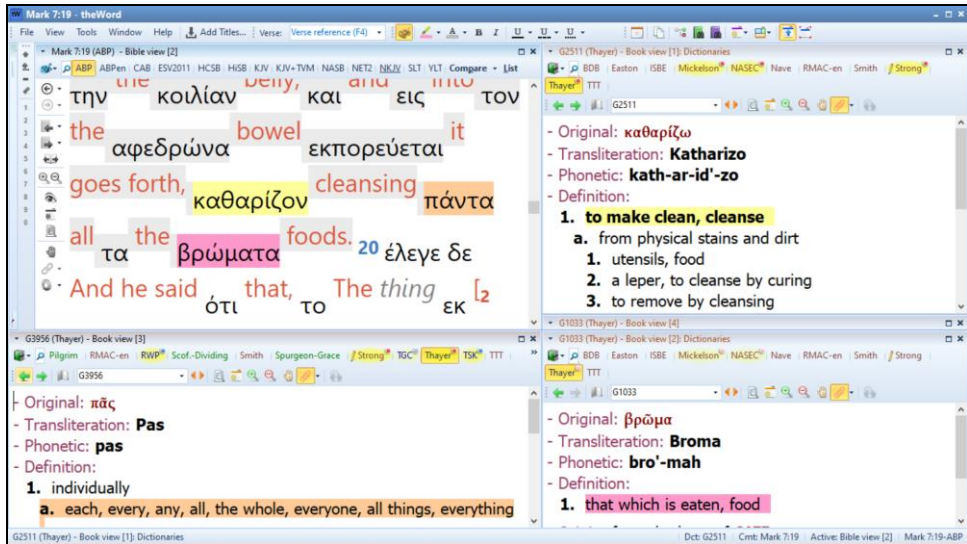 Mark 7:19 - theWord
File View Tools Window Help Add Titles... Verse: Verse reference (F4) A B I U U U
Mark 7:19 (ABP) - Bible view [2]
ABP ABPen CAB ESV2011 HCSB HiSB KJV KJV+TVM NASB NET2 NKJV SLT YLT Compare List
the belly, and into
την κοιλίαν και εις τον
the bowel it
αφεδρώνα εκπορεύεται
goes forth, cleansing
καθαρίζον πάντα
all the foods. 20
τα βρώματα έλεγε δε
And he said that, The thing [2
ότι το εκ
G2511 (Thayer) - Book view [1]: Dictionaries
BDB Easton ISBE Mickelson NASEC Nave RMAC-en Smith Strong
Thayer TTT
G2511
- Original: καθαρίζω
- Transliteration: Katharizo
- Phonetic: kath-ar-id'-zo
- Definition:
1. to make clean, cleanse
a. from physical stains and dirt
1. utensils, food
2. a leper, to cleanse by curing
3. to remove by cleansing
G3956 (Thayer) - Book view [3]
Pilgrim RMAC-en RWP Scof.-Dividing Smith Spurgeon-Grace Strong TGC Thayer TSK TTT
G3956
- Original: πᾶς
- Transliteration: Pas
- Phonetic: pas
- Definition:
1. individually
a. each, every, any, all, the whole, everyone, all things, everything
G1033 (Thayer) - Book view [4]
G1033 (Thayer) - Book view [2]: Dictionaries
BDB Easton ISBE Mickelson NASEC Nave RMAC-en Smith Strong
Thayer TTT
G1033
- Original: βρῶμα
- Transliteration: Broma
- Phonetic: bro'-mah
- Definition:
1. that which is eaten, food
G2511 (Thayer) - Book view [1]: Dictionaries Dct: G2511 Cmt: Mark 7:19 Active: Bible view [2] Mark 7:19-ABP